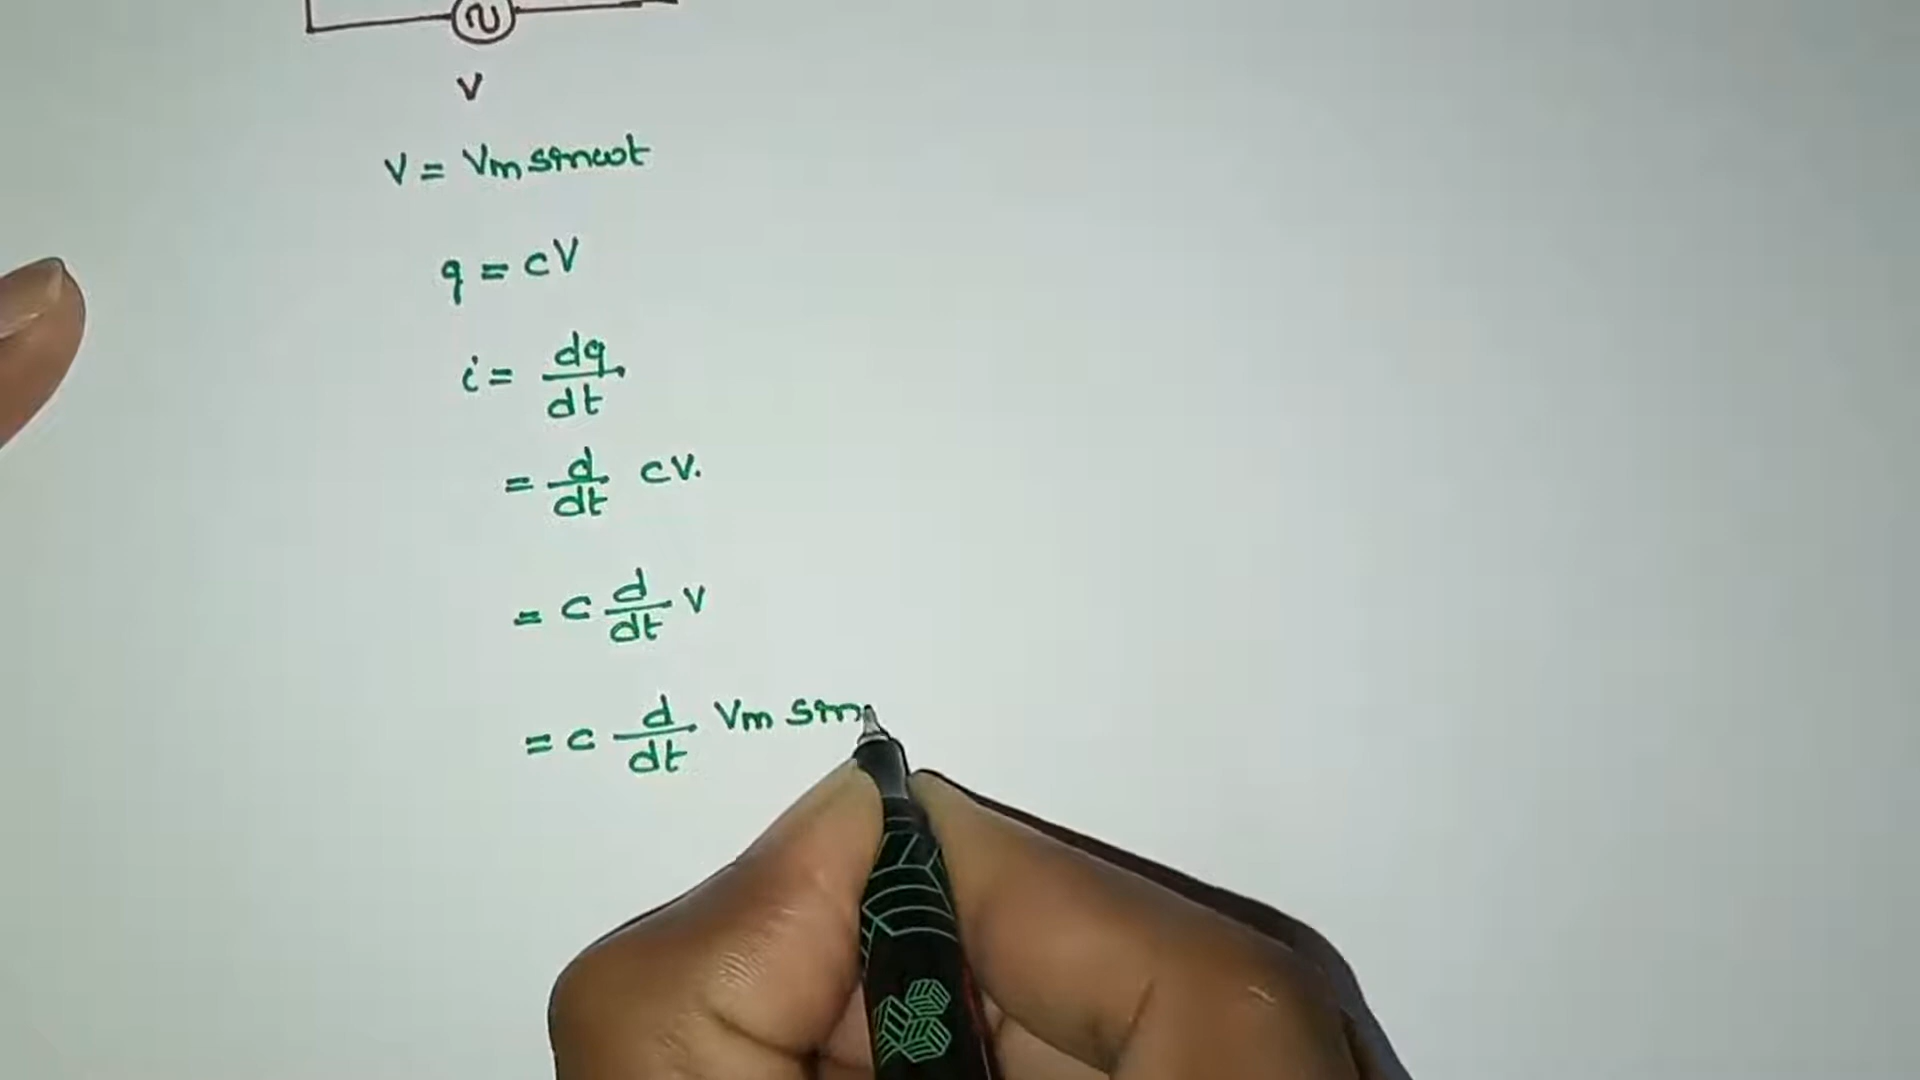 V
V = Vm sinωt
q = cV
i = dq/dt
= d/dt cv.
= c d/dt v
= c d/dt Vm sin